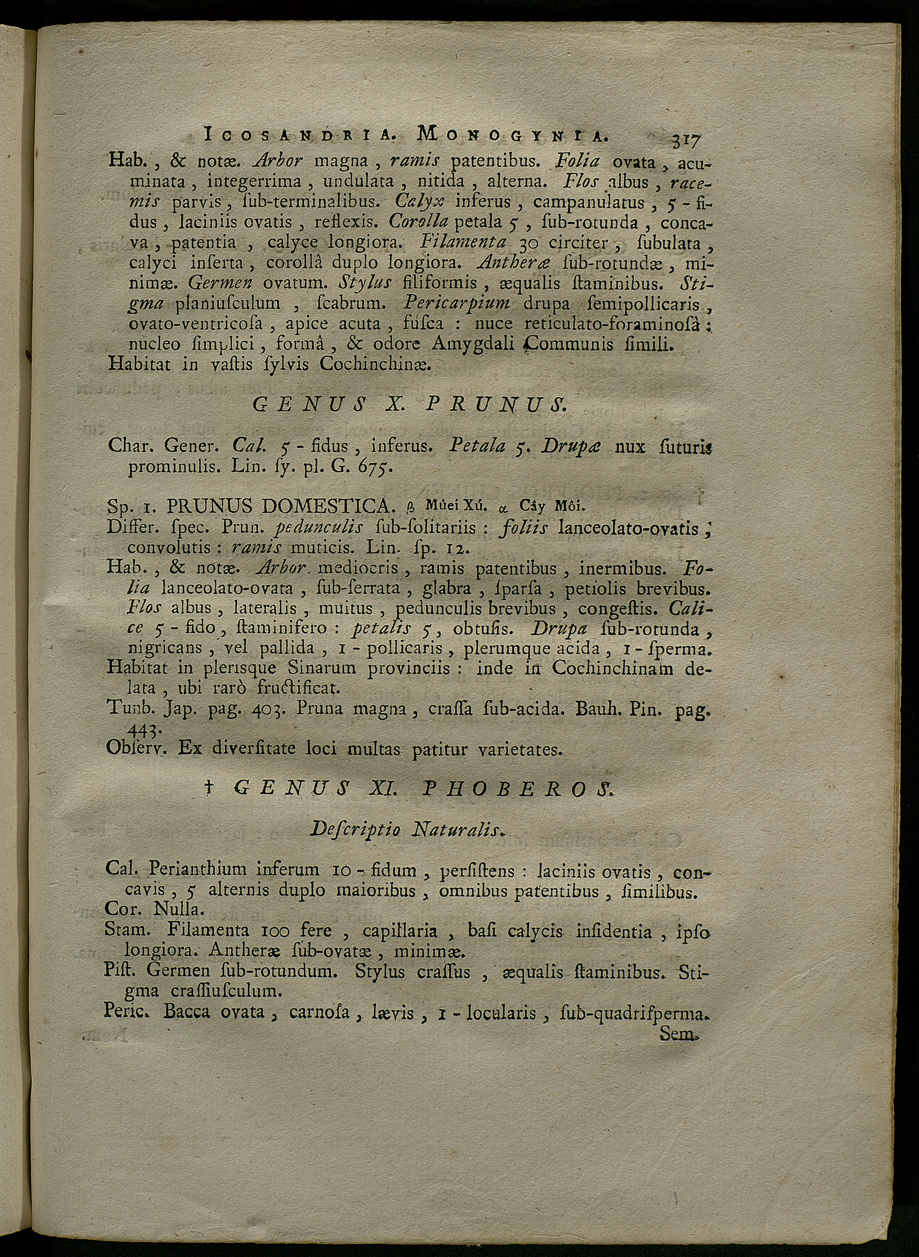 ICOSANDRIA. MONOGYNIA. 317
Hab. , & notæ. Arbor magna , ramis patentibus. Folia ovata , acu-
minata , integerrima , undulata , nitida , alterna. Flos albus , race-
mis parvis , ſub-terminalibus. Calyx inferus , campanulatus , 5 - fi-
dus , laciniis ovatis , reflexis. Corolla petala 5 , ſub-rotunda , conca-
va , patentia , calyce longiora. Filamenta 30 circiter , ſubulata ,
calyci inſerta , corollâ duplo longiora. Antheræ ſub-rotundæ , mi-
nimæ. Germen ovatum. Stylus filiformis , æqualis ſtaminibus. Sti-
gma planiuſculum , ſcabrum. Pericarpium drupa ſemipollicaris ,
ovato-ventricoſa , apice acuta , fuſca : nuce reticulato-foraminoſâ :
nucleo ſimplici , formâ , & odore Amygdali Communis ſimili.
Habitat in vaſtis ſylvis Cochinchinæ.
GENUS X. PRUNUS.
Char. Gener. Cal. 5 - fidus , inferus. Petala 5. Drupæ nux ſuturis
prominulis. Lin. ſy. pl. G. 675.
Sp. 1. PRUNUS DOMESTICA. β Mûei Xú. α Cây Môi.
Differ. ſpec. Prun. pedunculis ſub-ſolitariis : foliis lanceolato-ovatis ;
convolutis : ramis muticis. Lin. ſp. 12.
Hab. , & notæ. Arbor. mediocris , ramis patentibus , inermibus. Fo-
lia lanceolato-ovata , ſub-ſerrata , glabra , ſparſa , petiolis brevibus.
Flos albus , lateralis , muitus , pedunculis brevibus , congeſtis. Cali-
ce 5 - fido , ſtaminifero : petalis 5 , obtuſis. Drupa ſub-rotunda ,
nigricans , vel pallida , 1 - pollicaris , plerumque acida , 1 - ſperma.
Habitat in plerisque Sinarum provinciis : inde in Cochinchinam de-
lata , ubi rarò fructificat.
Tunb. Jap. pag. 403. Pruna magna , craſſa ſub-acida. Bauh. Pin. pag.
443.
Obſerv. Ex diverſitate loci multas patitur varietates.
† GENUS XI. PHOBEROS.
Deſcriptio Naturalis.
Cal. Perianthium inferum 10 - fidum , perſiſtens : laciniis ovatis , con-
cavis , 5 alternis duplo maioribus , omnibus patentibus , ſimilibus.
Cor. Nulla.
Stam. Filamenta 100 fere , capillaria , baſi calycis inſidentia , ipſo
longiora. Antheræ ſub-ovatæ , minimæ.
Piſt. Germen ſub-rotundum. Stylus craſſus , æqualis ſtaminibus. Sti-
gma craſſiuſculum.
Peric. Bacca ovata , carnoſa , lævis , 1 - locularis , ſub-quadriſperma.
Sem.